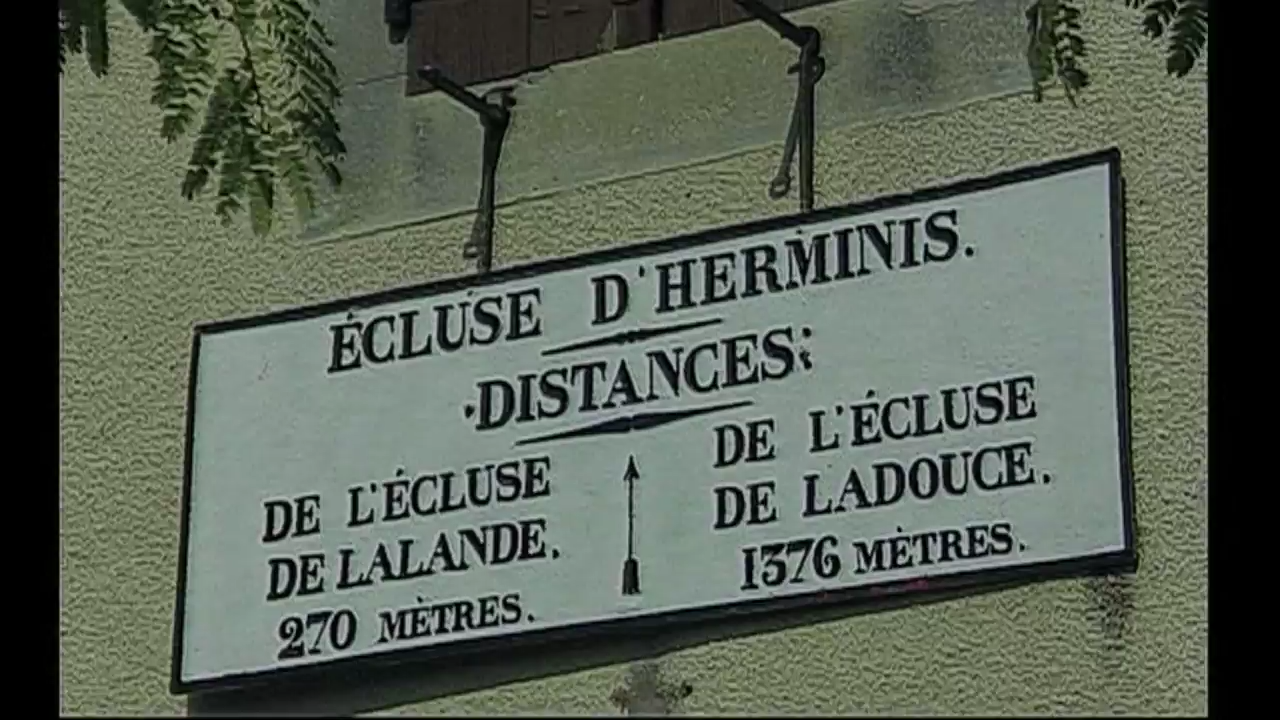 ÉCLUSE D'HERMINIS.
·DISTANCES:
DE L'ÉCLUSE
DE LALANDE.
270 MÈTRES.
DE L'ÉCLUSE
DE LADOUCE.
1376 MÈTRES.